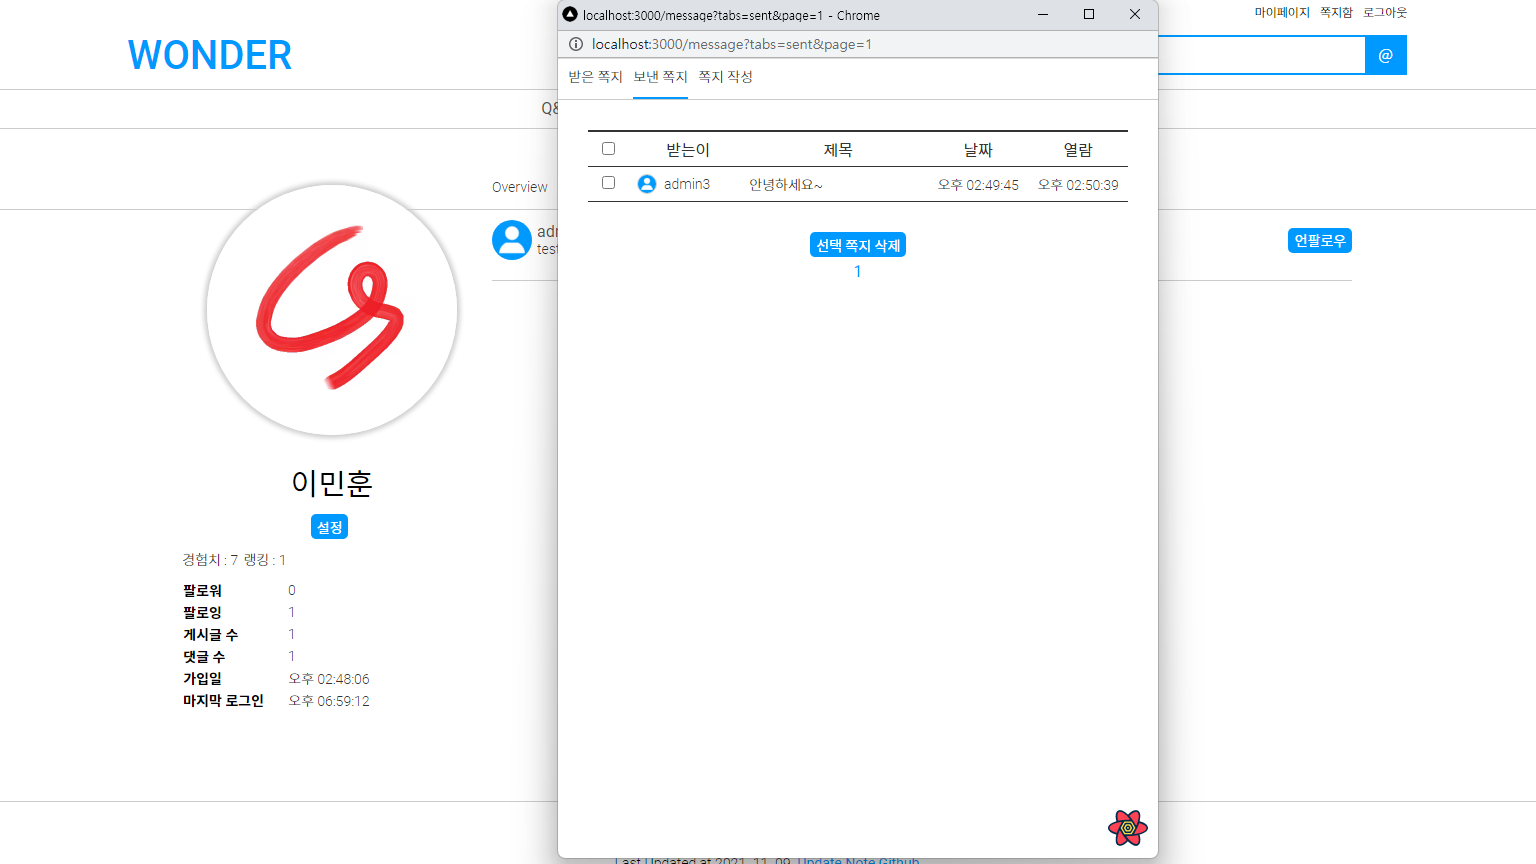 localhost:3000/message?tabs=sent&page=1 - Chrome
마이페이지 쪽지함 로그아웃
localhost:3000/message?tabs=sent&page=1
WONDER
@
받은 쪽지 보낸 쪽지 쪽지 작성
Q&
받는이 제목 날짜 열람
admin3 안녕하세요~ 오후 02:49:45 오후 02:50:39
Overview
선택 쪽지 삭제
1
adr
test
언팔로우
이민훈
설정
경험치 : 7 랭킹 : 1
팔로워 0
팔로잉 1
게시글 수 1
댓글 수 1
가입일 오후 02:48:06
마지막 로그인 오후 06:59:12
Last Updated at 2021. 11. 09. Update Note Github